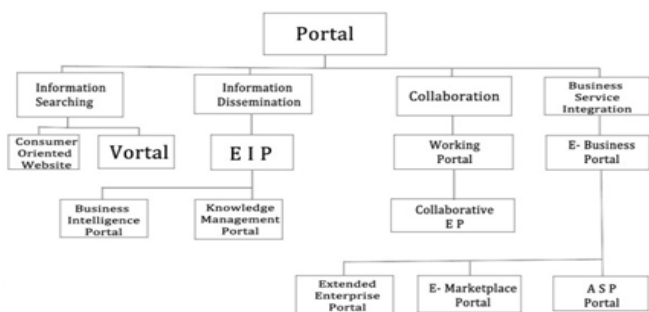 Portal
Information
Searching
Information
Dissemination
Collaboration
Business
Service
Integration
Consumer
Oriented
Website
Vortal
E I P
Working
Portal
E- Business
Portal
Business
Intelligence
Portal
Knowledge
Management
Portal
Collaborative
E P
Extended
Enterprise Portal
E- Marketplace
Portal
A S P
Portal